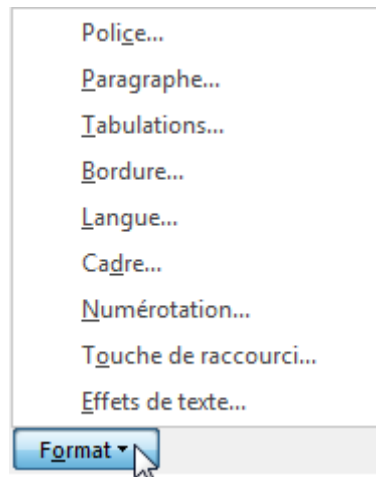 Police...
Paragraphe...
Tabulations...
Bordure...
Langue...
Cadre...
Numérotation...
Touche de raccourci...
Effets de texte...
Format